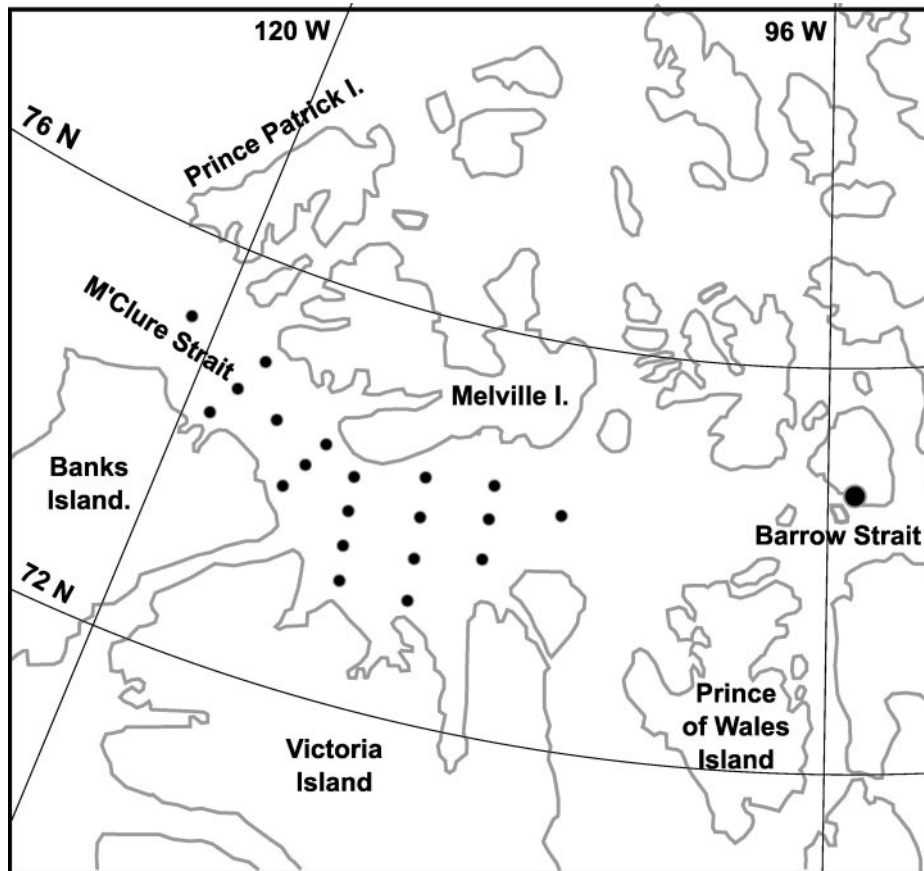 120 W
96 W
76 N
Prince Patrick I.
M'Clure Strait
Melville I.
Banks
Island.
Barrow Strait
72 N
Prince
of Wales
Island
Victoria
Island